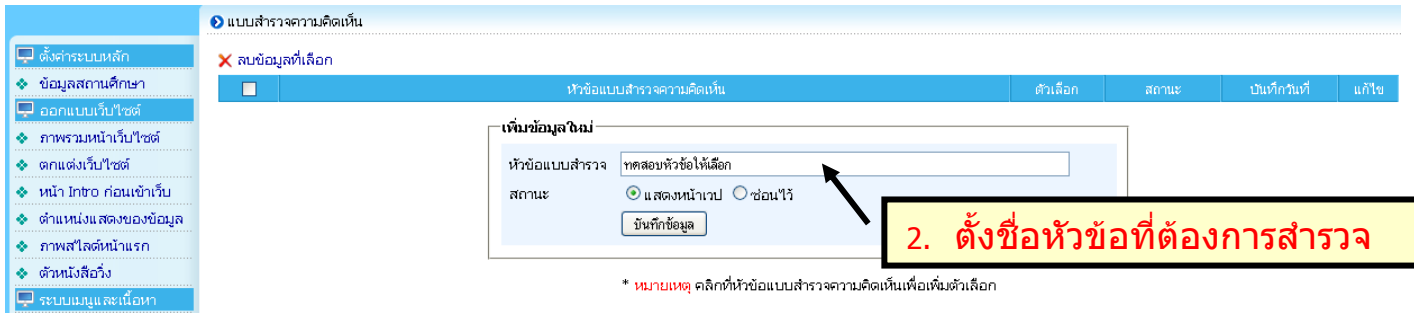 แบบสำรวจความคิดเห็น
ตั้งค่าระบบหลัก
ข้อมูลสถานศึกษา
ออกแบบเว็บไซต์
ภาพรวมหน้าเว็บไซต์
ตกแต่งเว็บไซต์
หน้า Intro ก่อนเข้าเว็บ
ตำแหน่งแสดงของข้อมูล
ภาพสไลด์หน้าแรก
ตัวหนังสือวิ่ง
ระบบเมนูและเนื้อหา
ลบข้อมูลที่เลือก
หัวข้อแบบสำรวจความคิดเห็น ตัวเลือก สถานะ บันทึกวันที่ แก้ไข
เพิ่มข้อมูลใหม่
หัวข้อแบบสำรวจ ทดสอบหัวข้อให้เลือก
สถานะ แสดงหน้าเวป ซ่อนไว้
บันทึกข้อมูล
2. ตั้งชื่อหัวข้อที่ต้องการสำรวจ
* หมายเหตุ คลิกที่หัวข้อแบบสำรวจความคิดเห็นเพื่อเพิ่มตัวเลือก